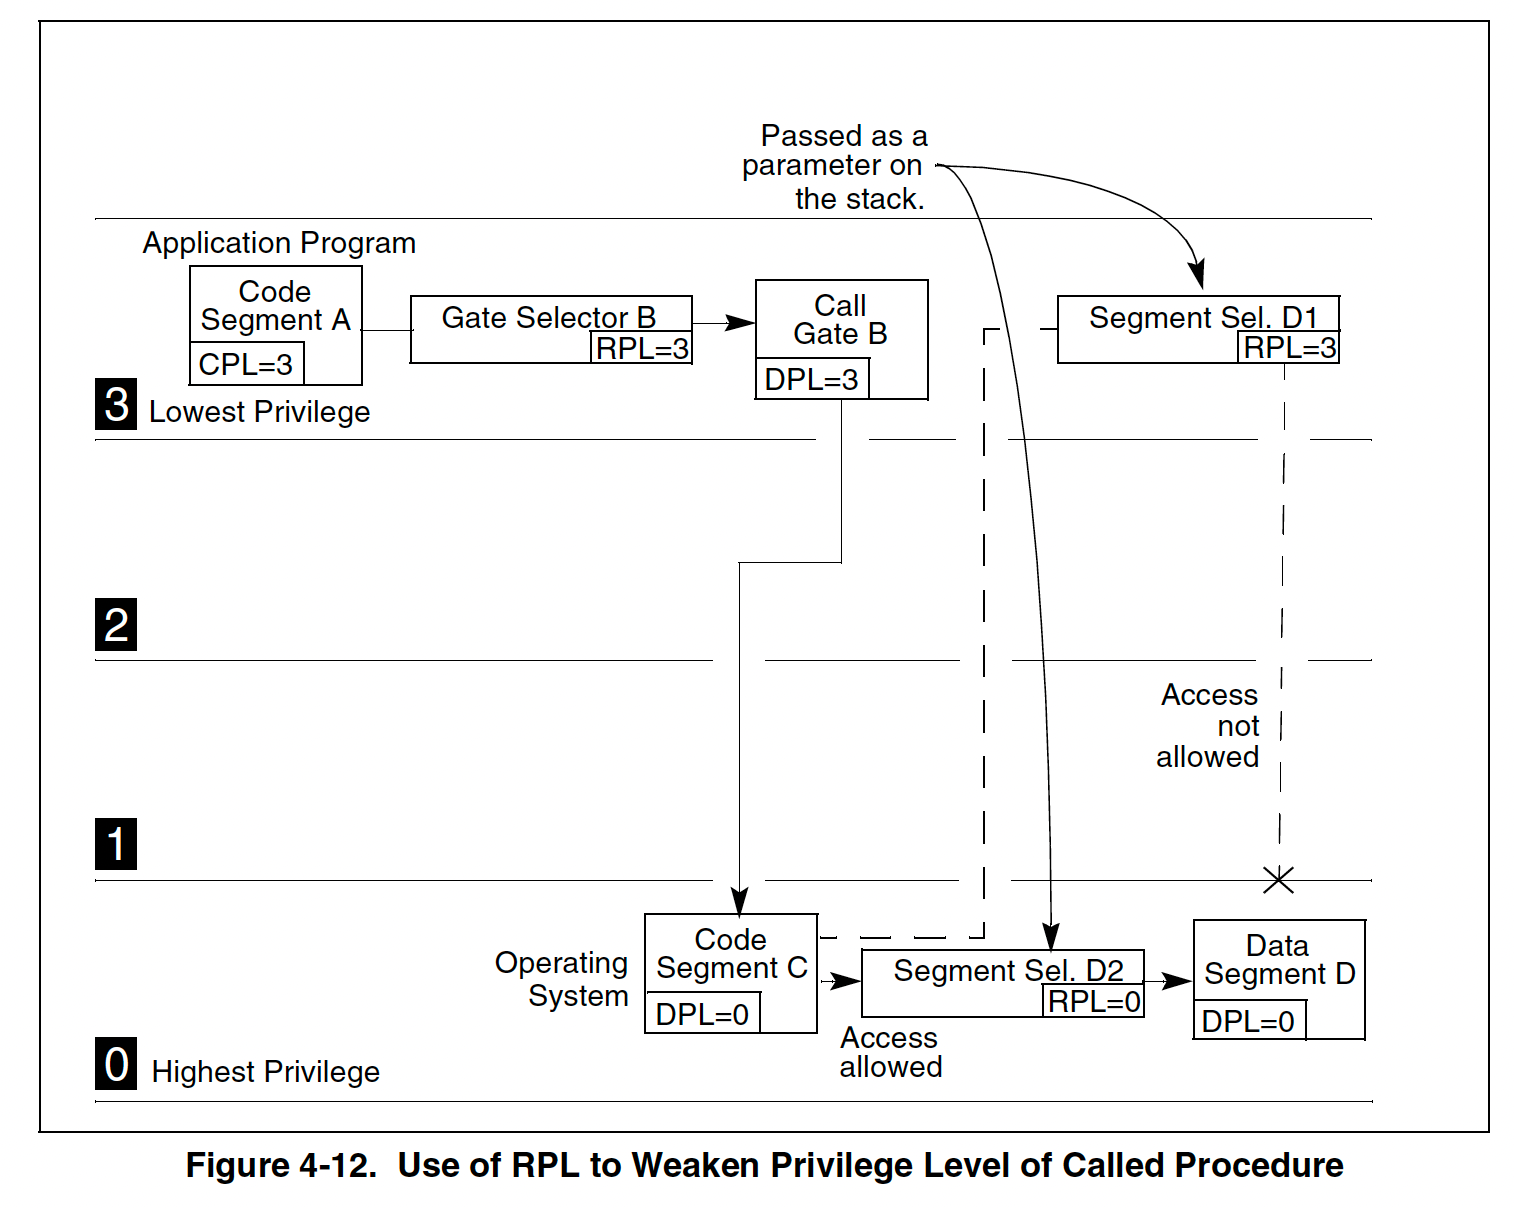 Passed as a
parameter on
the stack.
Application Program
Code
Segment A
CPL=3
Gate Selector B
RPL=3
Call
Gate B
DPL=3
Segment Sel. D1
RPL=3
3 Lowest Privilege
2
Access
not
allowed
1
Operating
System
Code
Segment C
DPL=0
Segment Sel. D2
RPL=0
Access
allowed
Data
Segment D
DPL=0
0 Highest Privilege
Figure 4-12. Use of RPL to Weaken Privilege Level of Called Procedure